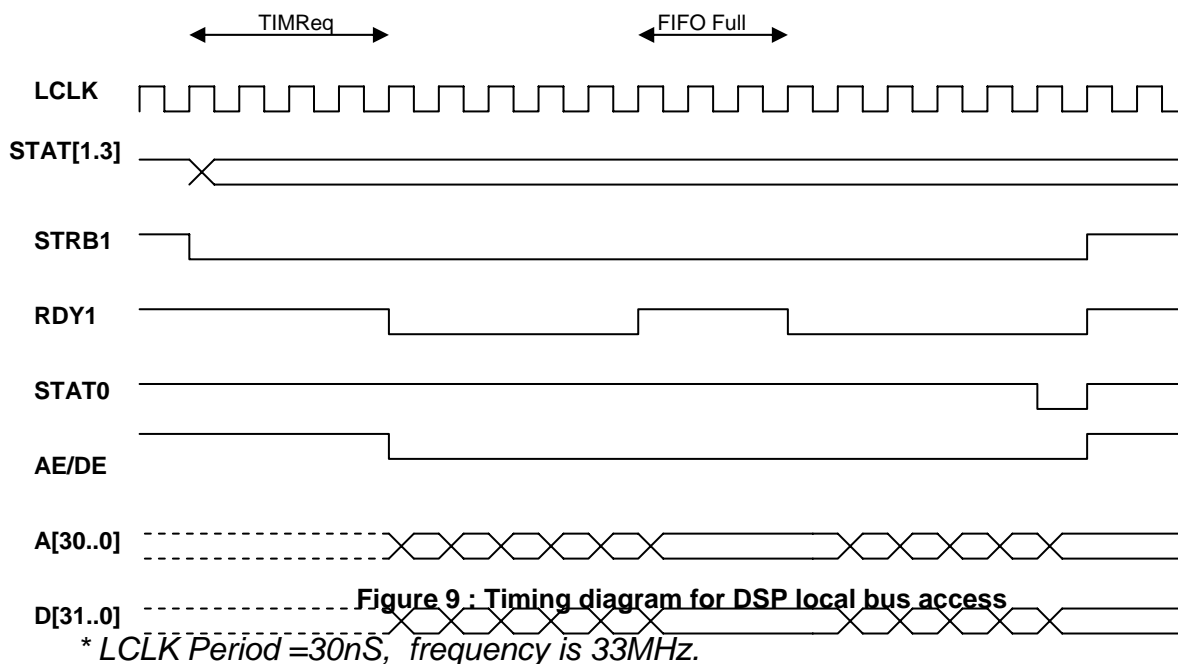 TIMReq
FIFO Full
LCLK
STAT[1.3]
STRB1
RDY1
STAT0
AE/DE
A[30..0]
Figure 9 : Timing diagram for DSP local bus access
D[31..0]
* LCLK Period =30nS, frequency is 33MHz.